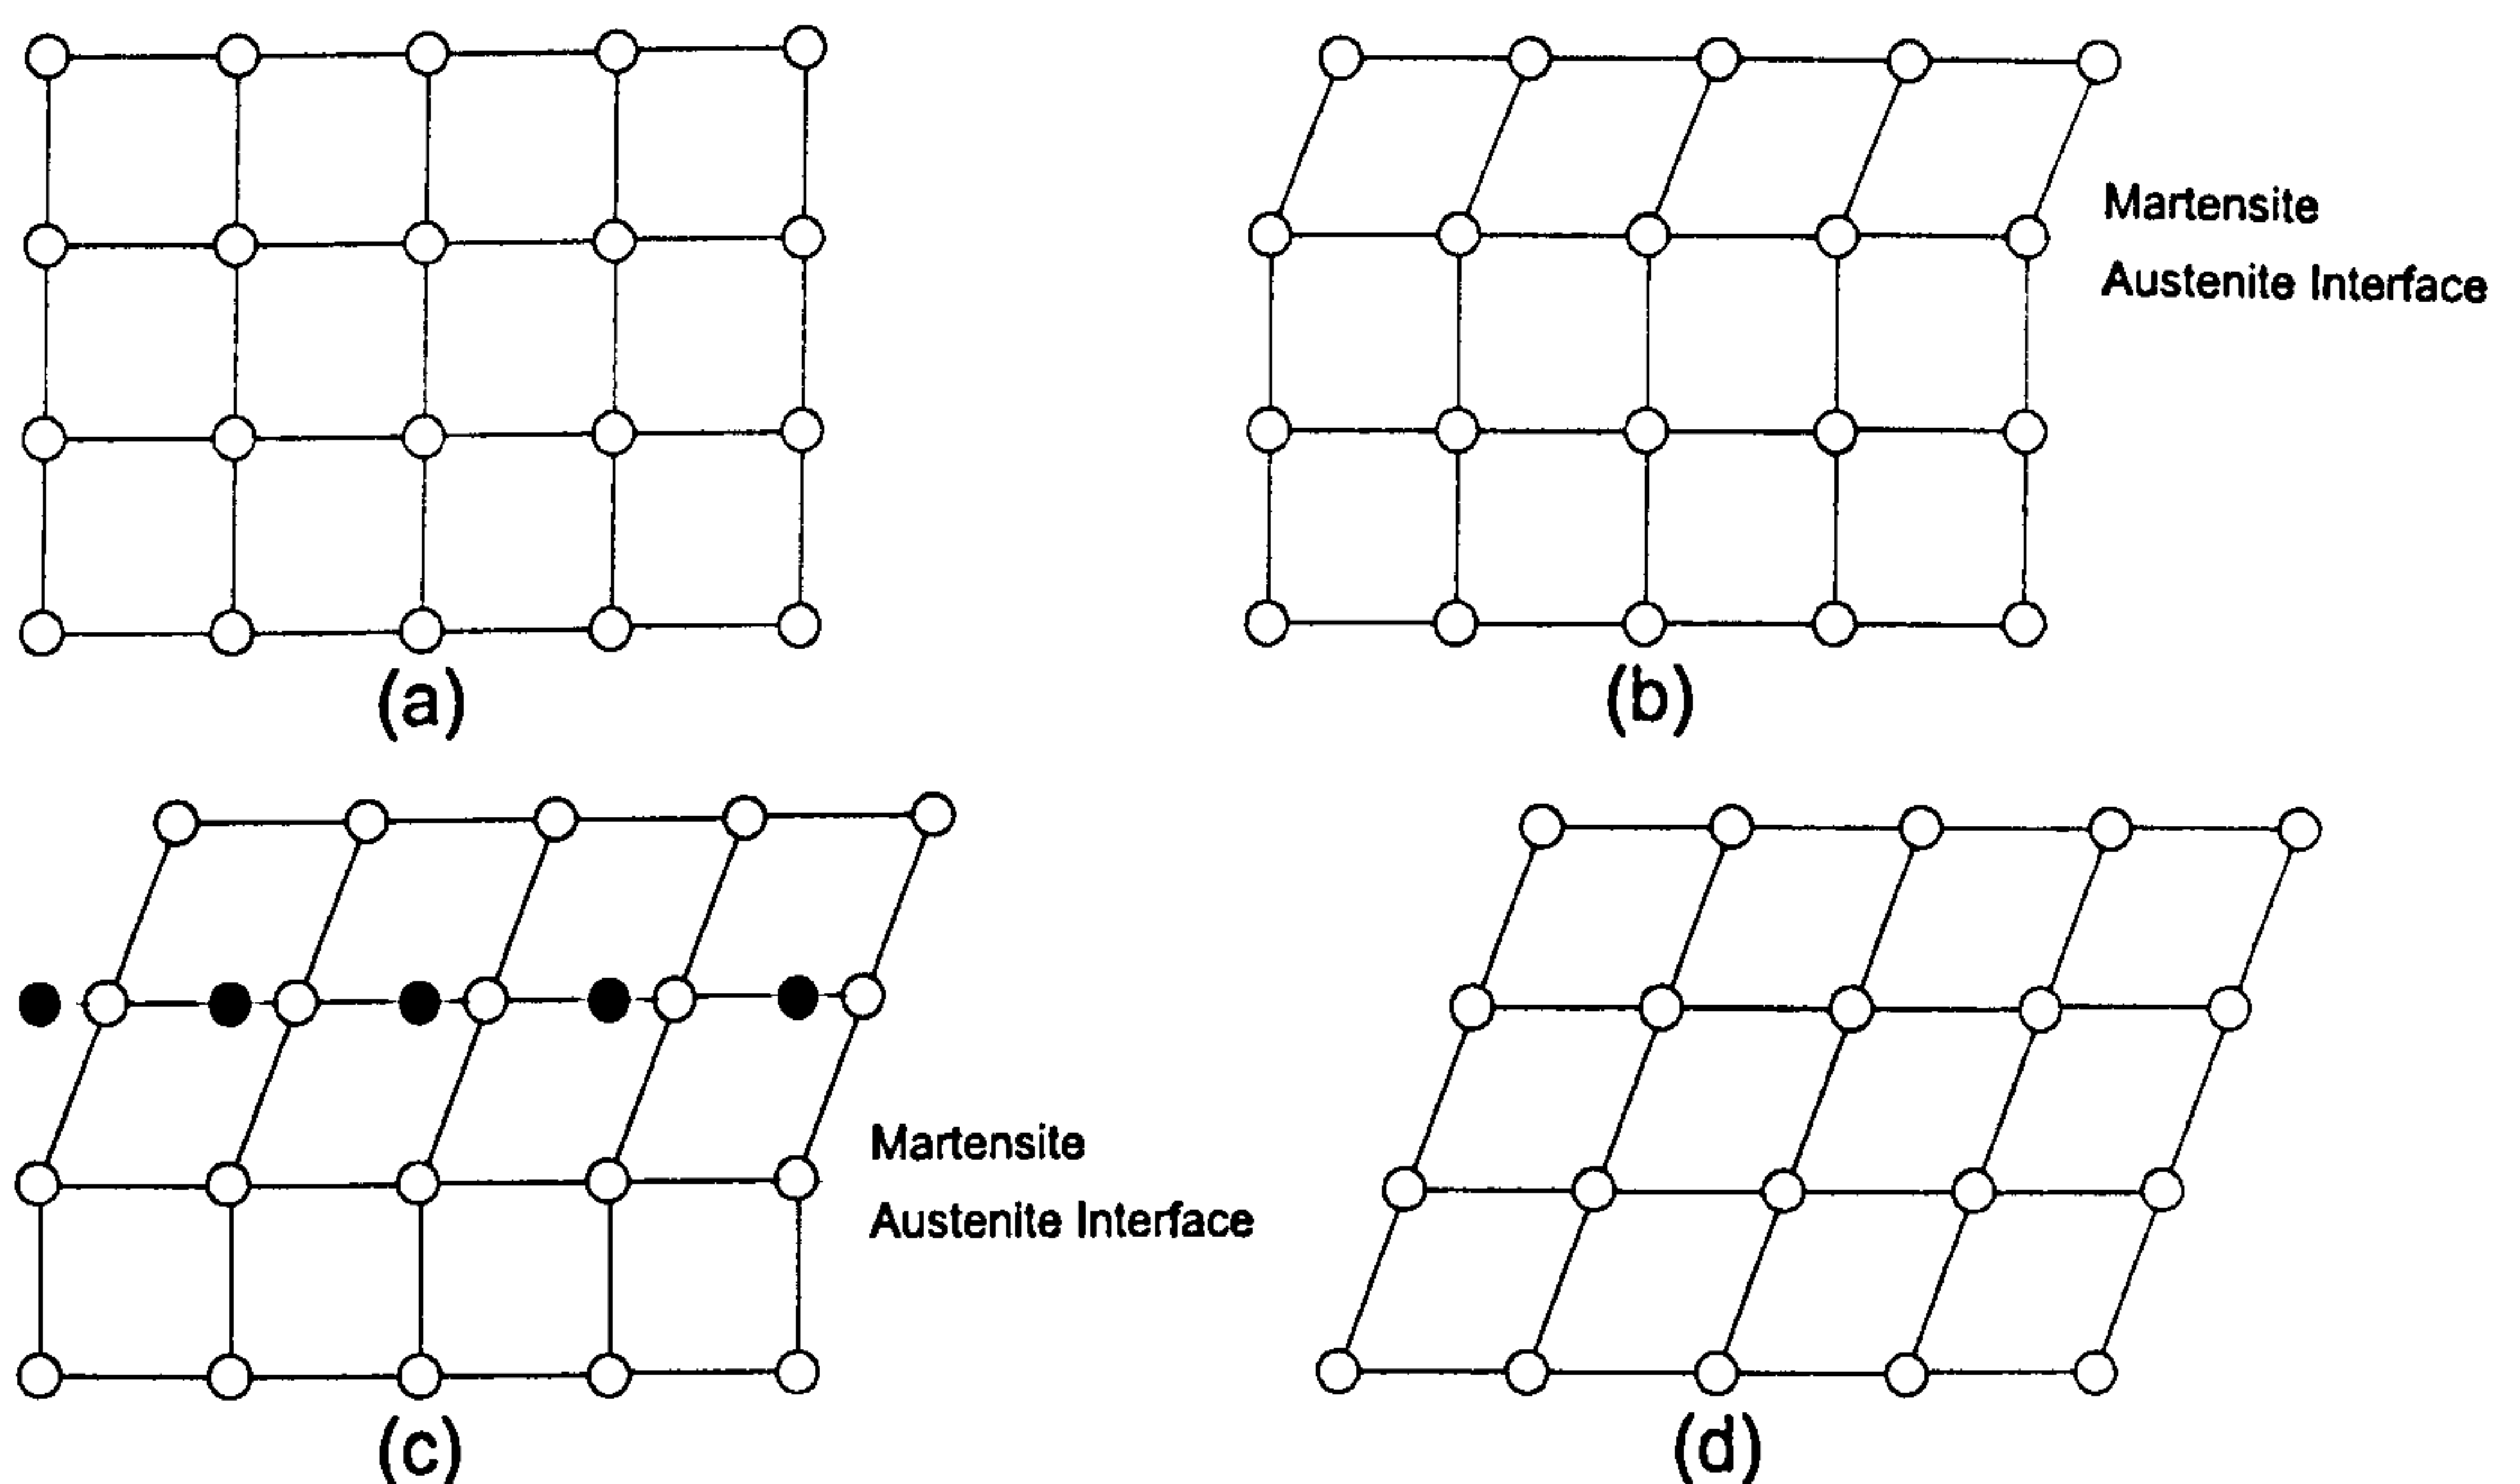 Martensite
Austenite Interface
(a)
(b)
Martensite
Austenite Interface
(c)
(d)